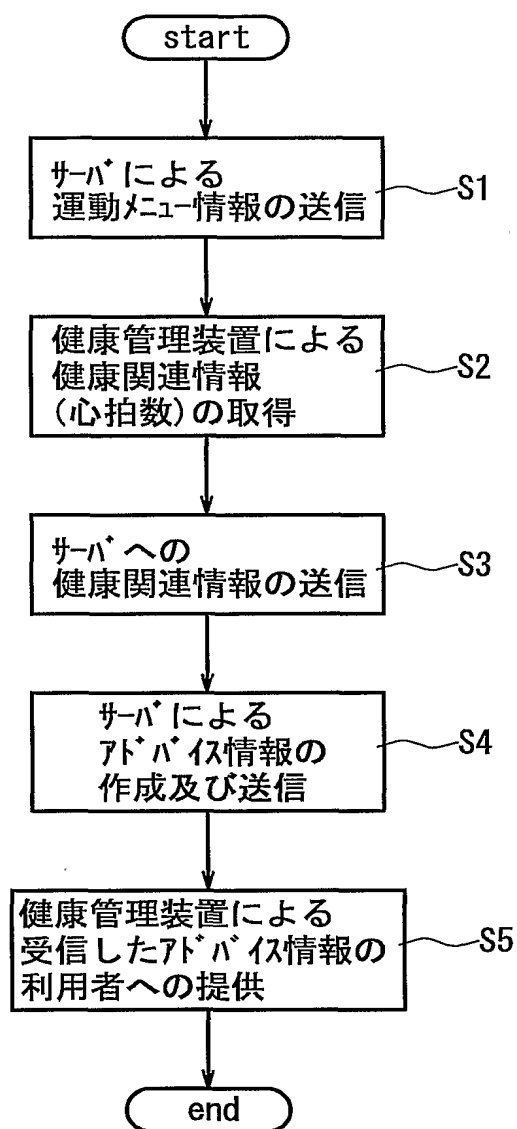 start
ｻｰﾊﾞによる
運動ﾒﾆｭｰ情報の送信
S1
健康管理装置による
健康関連情報
(心拍数)の取得
S2
ｻｰﾊﾞへの
健康関連情報の送信
S3
ｻｰﾊﾞによる
ｱﾄﾞﾊﾞｲｽ情報の
作成及び送信
S4
健康管理装置による
受信したｱﾄﾞﾊﾞｲｽ情報の
利用者への提供
S5
end